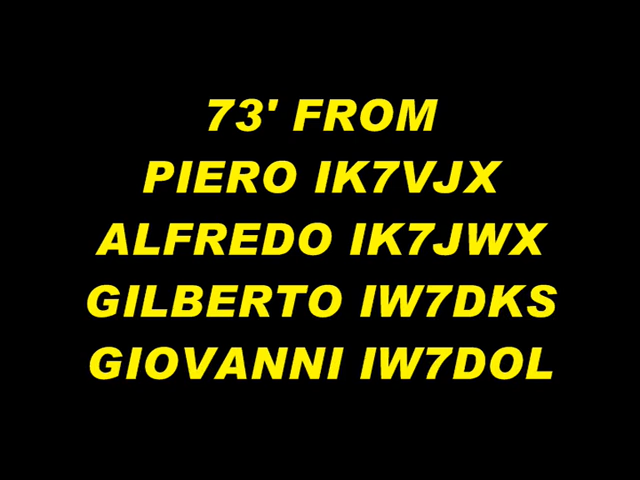 73' FROM
PIERO IK7VJX
ALFREDO IK7JWX
GILBERTO IW7DKS
GIOVANNI IW7DOL